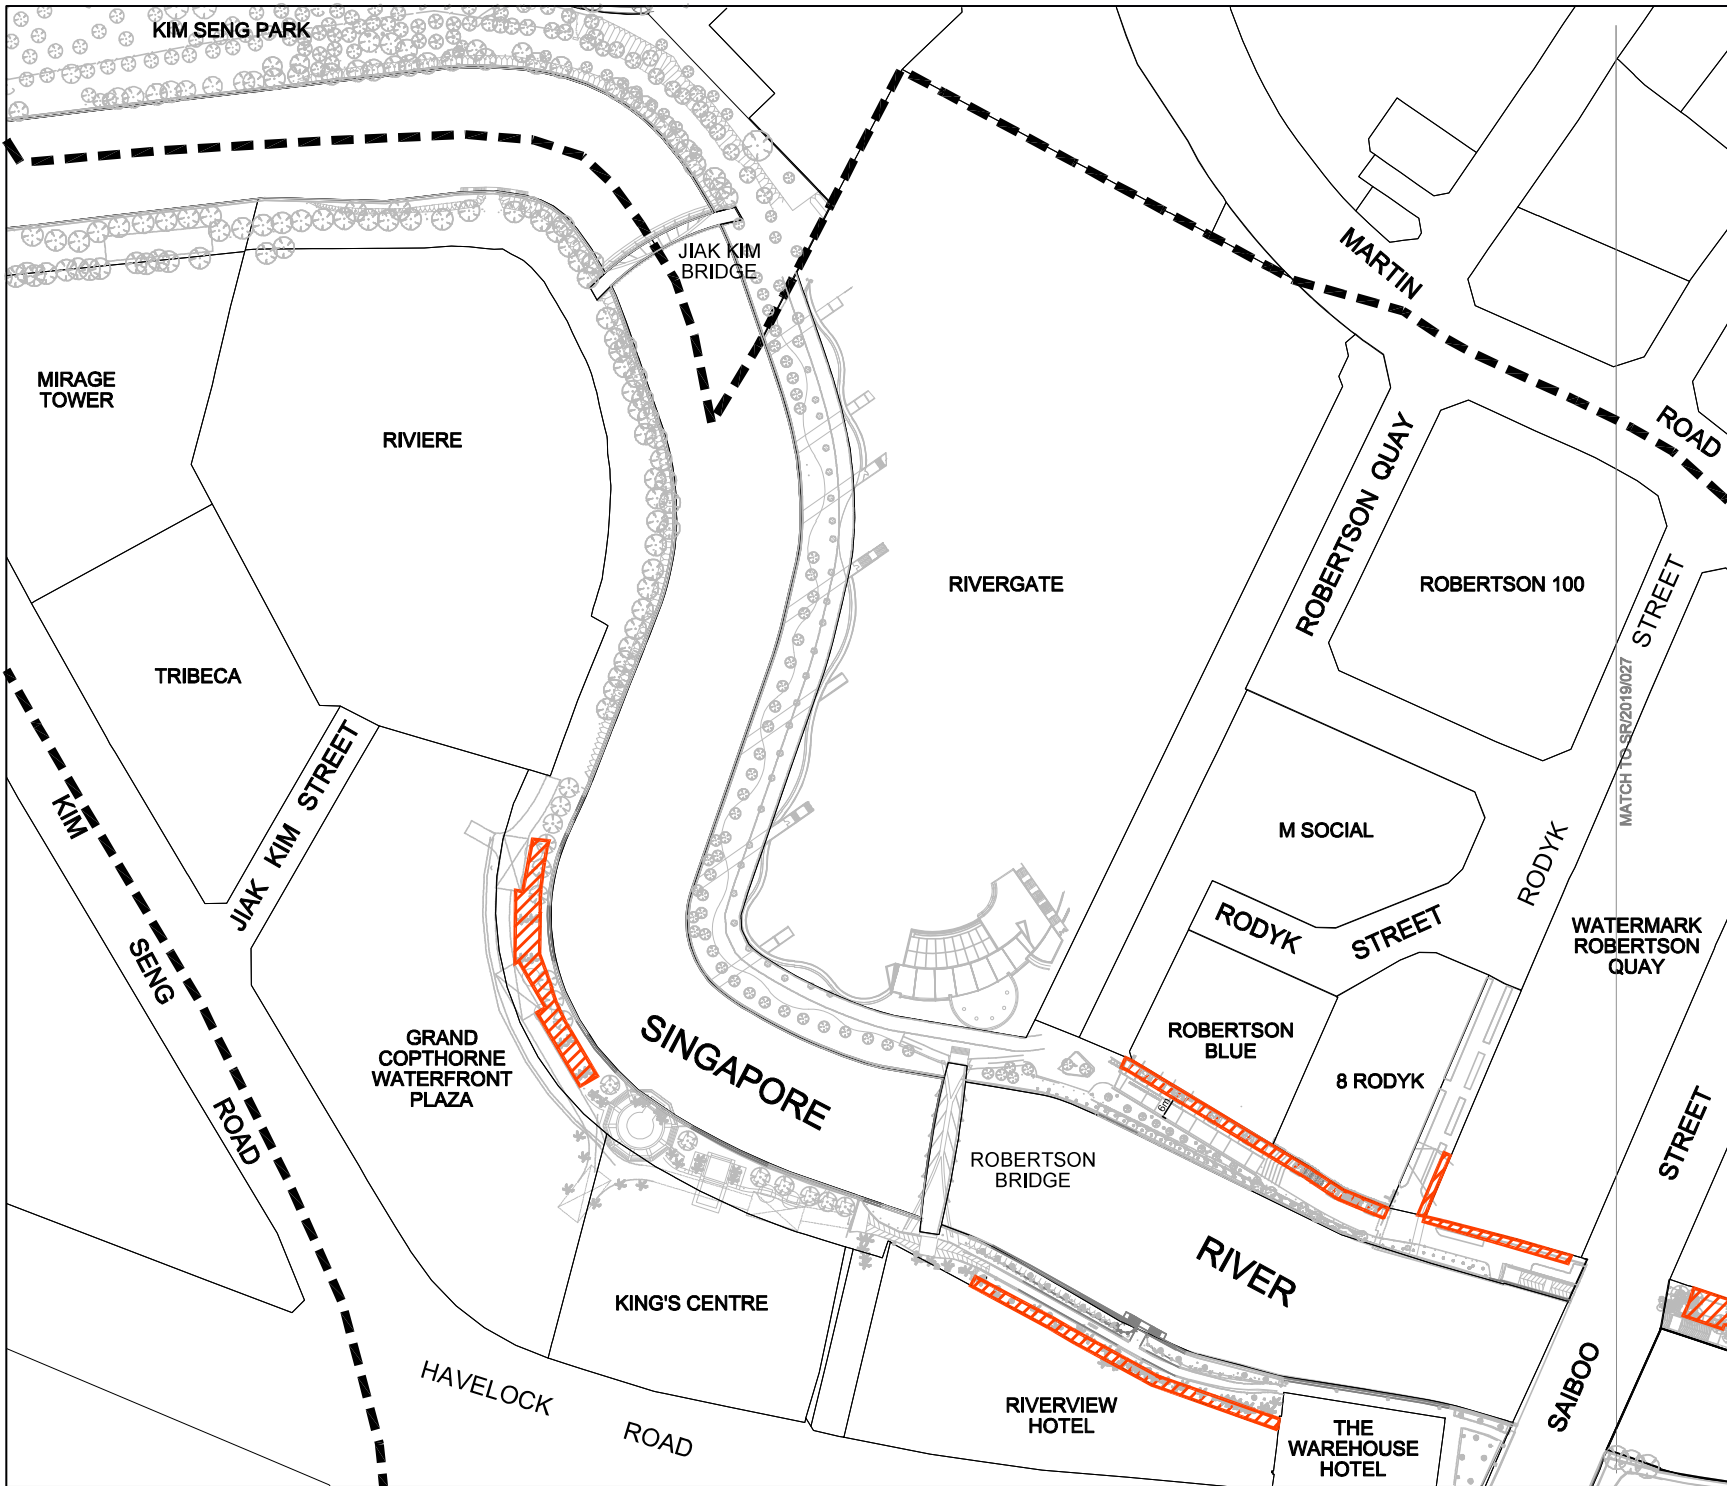 KIM SENG PARK
JIAK KIM
BRIDGE
MARTIN
ROAD
MIRAGE
TOWER
RIVIERE
ROBERTSON QUAY
RIVERGATE
ROBERTSON 100
STREET
TRIBECA
MATCH TO SR/2019/027
JIAK KIM STREET
KIM
SENG
ROAD
M SOCIAL
RODYK
RODYK STREET
WATERMARK
ROBERTSON
QUAY
GRAND
COPTHORNE
WATERFRONT
PLAZA
SINGAPORE
ROBERTSON
BLUE
8 RODYK
6m
STREET
ROBERTSON
BRIDGE
RIVER
KING'S CENTRE
SAIBOO
HAVELOCK
ROAD
RIVERVIEW
HOTEL
THE
WAREHOUSE
HOTEL